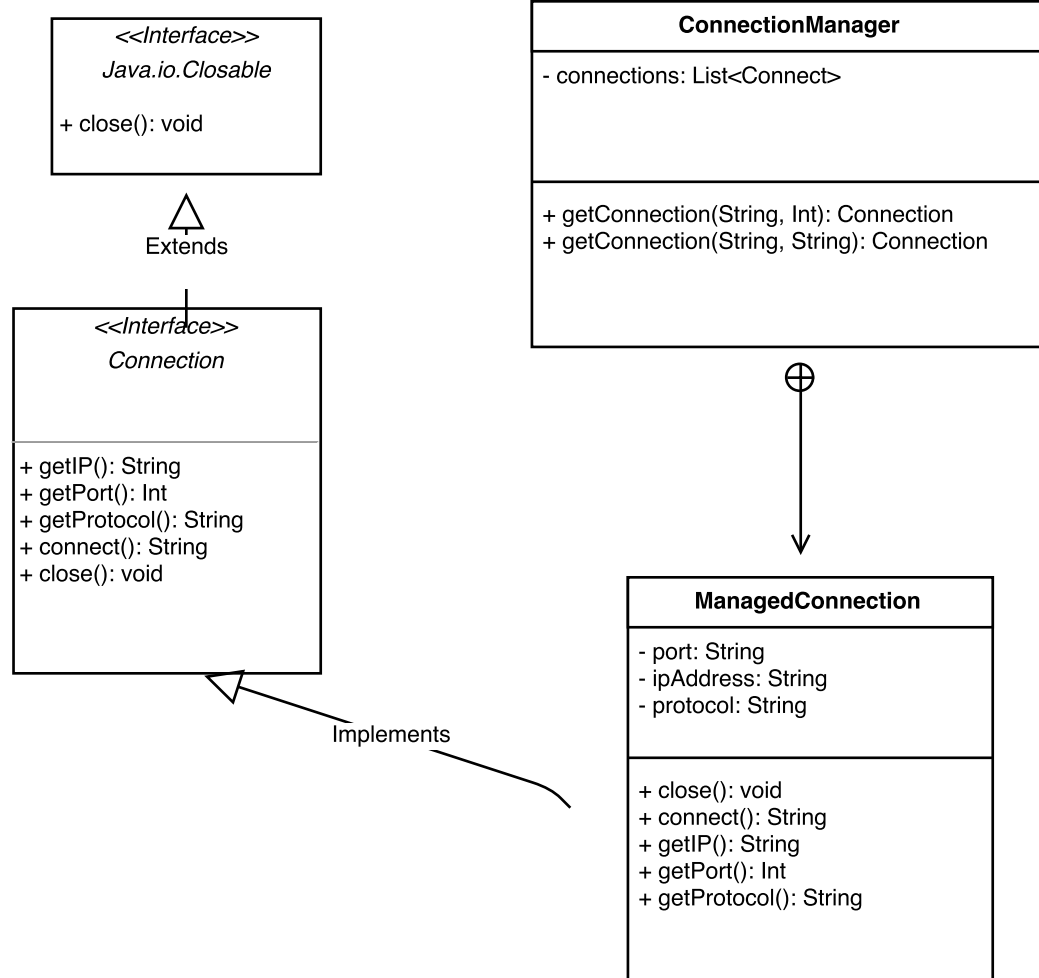 <<Interface>>
Java.io.Closable
+ close(): void
Extends
<<Interface>>
Connection
+ getIP(): String
+ getPort(): Int
+ getProtocol(): String
+ connect(): String
+ close(): void
Implements
ConnectionManager
- connections: List<Connect>
+ getConnection(String, Int): Connection
+ getConnection(String, String): Connection
ManagedConnection
- port: String
- ipAddress: String
- protocol: String
+ close(): void
+ connect(): String
+ getIP(): String
+ getPort(): Int
+ getProtocol(): String